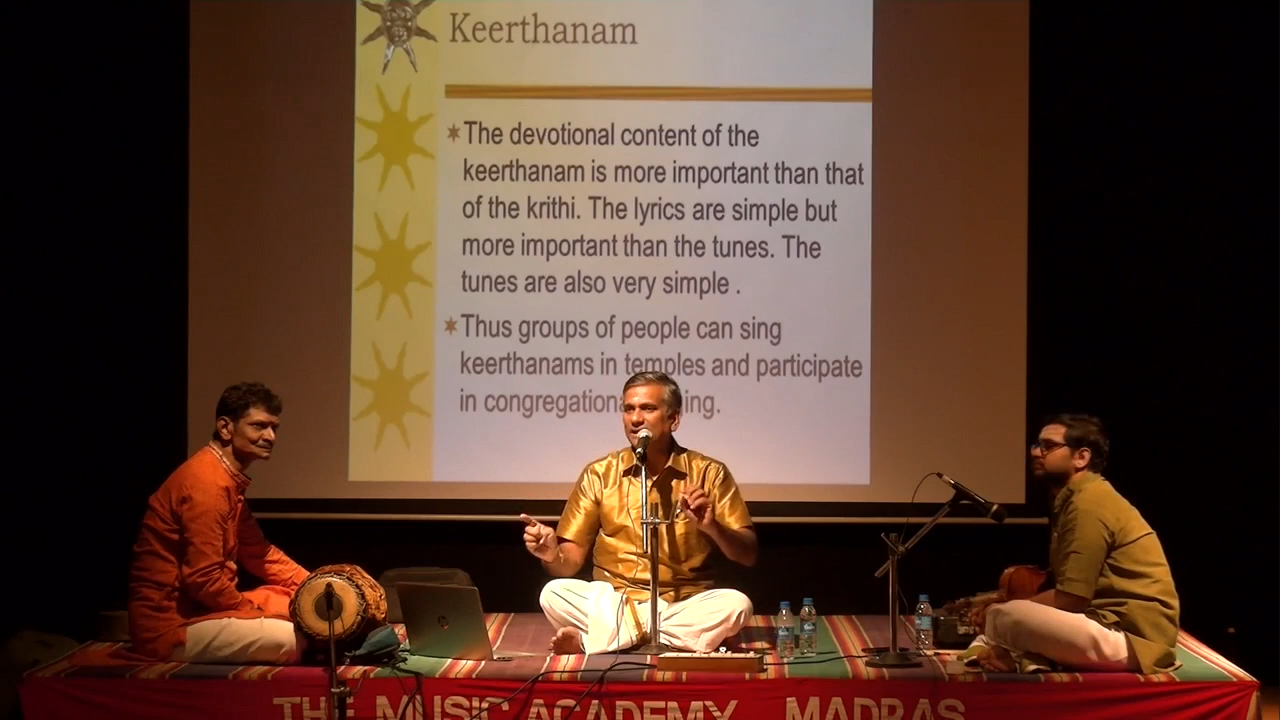 Keerthanam
The devotional content of the
keerthanam is more important than that
of the krithi. The lyrics are simple but
more important than the tunes. The
tunes are also very simple .
Thus groups of people can sing
keerthanams in temples and participate
in
THE MUSIC ACADEMY MADRAS